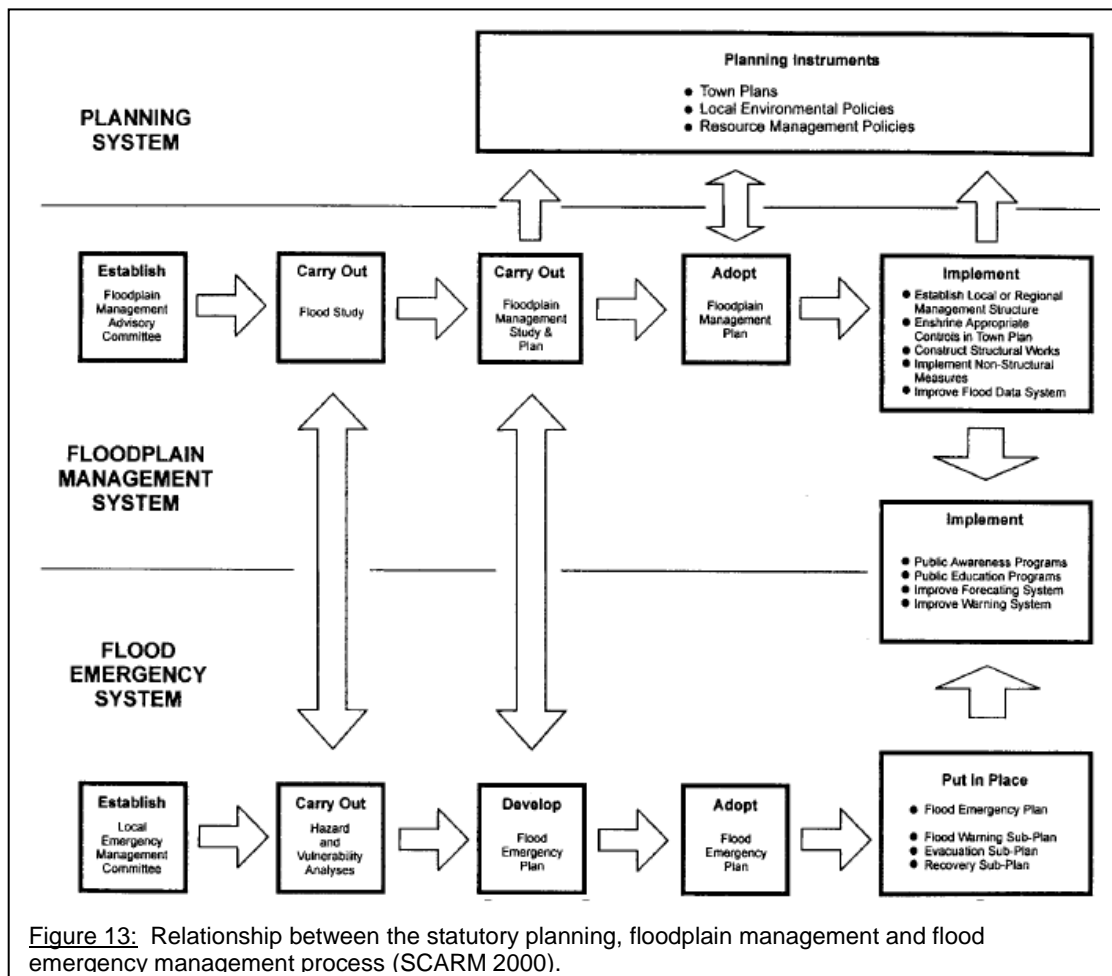 Planning Instruments
● Town Plans
● Local Environmental Policies
● Resource Management Policies
PLANNING
SYSTEM
Establish
Floodplain
Management
Advisory
Committee
Carry Out
Flood Study
Carry Out
Floodplain
Management
Study &
Plan
Adopt
Floodplain
Management
Plan
Implement
● Establish Local or Regional
Management Structure
● Enshrine Appropriate
Controls in Town Plan
● Construct Structural Works
● Implement Non-Structural
Measures
● Improve Flood Data System
FLOODPLAIN
MANAGEMENT
SYSTEM
Implement
● Public Awareness Programs
● Public Education Programs
● Improve Forecating System
● Improve Warning System
FLOOD
EMERGENCY
SYSTEM
Establish
Local
Emergency
Management
Committee
Carry Out
Hazard
and
Vulnerability
Analyses
Develop
Flood
Emergency
Plan
Adopt
Flood
Emergency
Plan
Put In Place
● Flood Emergency Plan
● Flood Warning Sub-Plan
● Evacuation Sub-Plan
● Recovery Sub-Plan
Figure 13: Relationship between the statutory planning, floodplain management and flood
emergency management process (SCARM 2000).